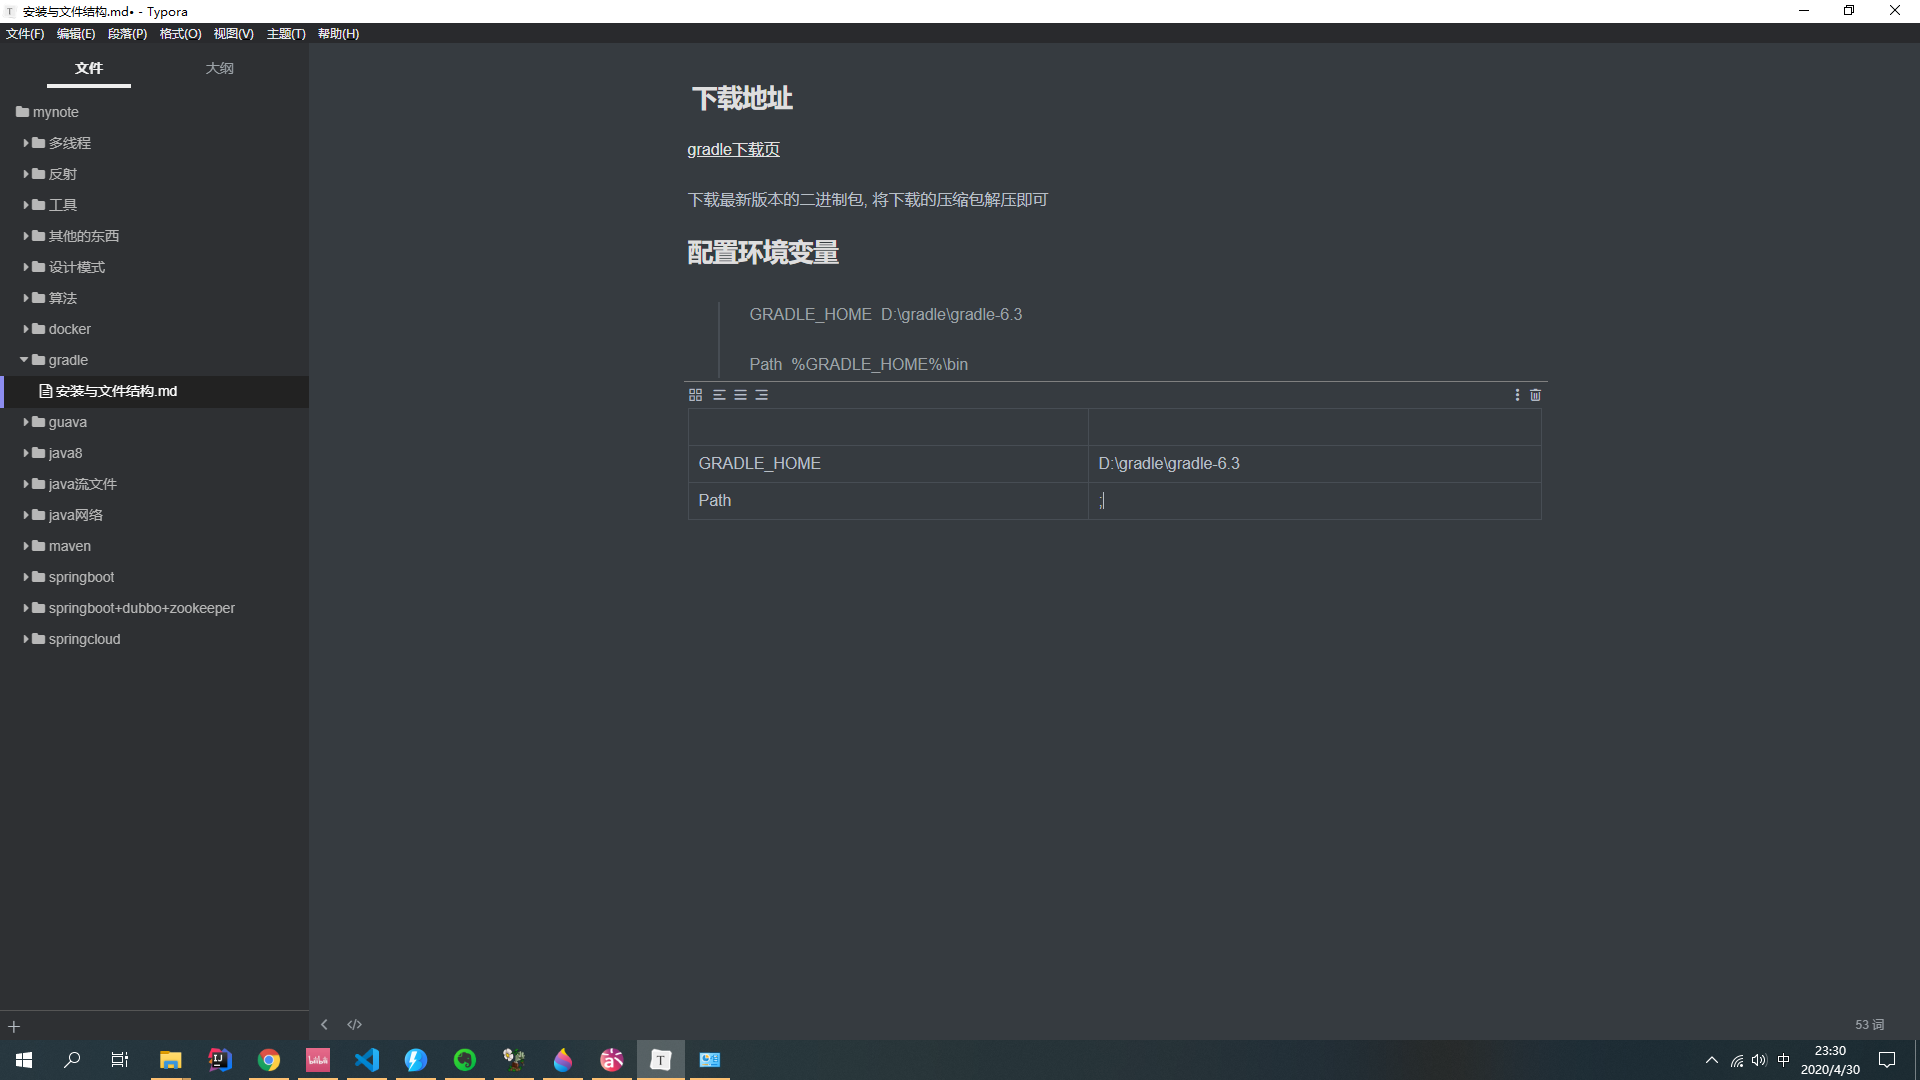 安装与文件结构.md• - Typora
文件(F) 编辑(E) 段落(P) 格式(O) 视图(V) 主题(T) 帮助(H)
文件 大纲
mynote
多线程
反射
工具
其他的东西
设计模式
算法
docker
gradle
安装与文件结构.md
guava
java8
java流文件
java网络
maven
springboot
springboot+dubbo+zookeeper
springcloud
下载地址
gradle下载页
下载最新版本的二进制包, 将下载的压缩包解压即可
配置环境变量
GRADLE_HOME D:\gradle\gradle-6.3
Path %GRADLE_HOME%\bin
GRADLE_HOME D:\gradle\gradle-6.3
Path ;
53 词
中
23:30
2020/4/30